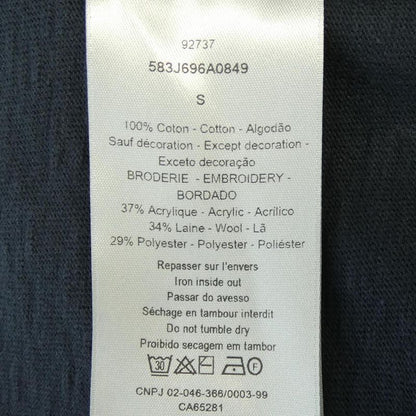 92737
583J696A0849
S
100% Coton - Cotton - Algodão
Sauf décoration - Except decoration -
Exceto decoração
BRODERIE - EMBROIDERY -
BORDADO
37% Acrylique - Acrylic - Acrílico
34% Laine - Wool - Lã
29% Polyester - Polyester - Poliéster
Repasser sur l'envers
Iron inside out
Passar do avesso
Séchage en tambour interdit
Do not tumble dry
Proibido secagem em tambor
30 F
CNPJ 02-046-366/0003-99
CA65281